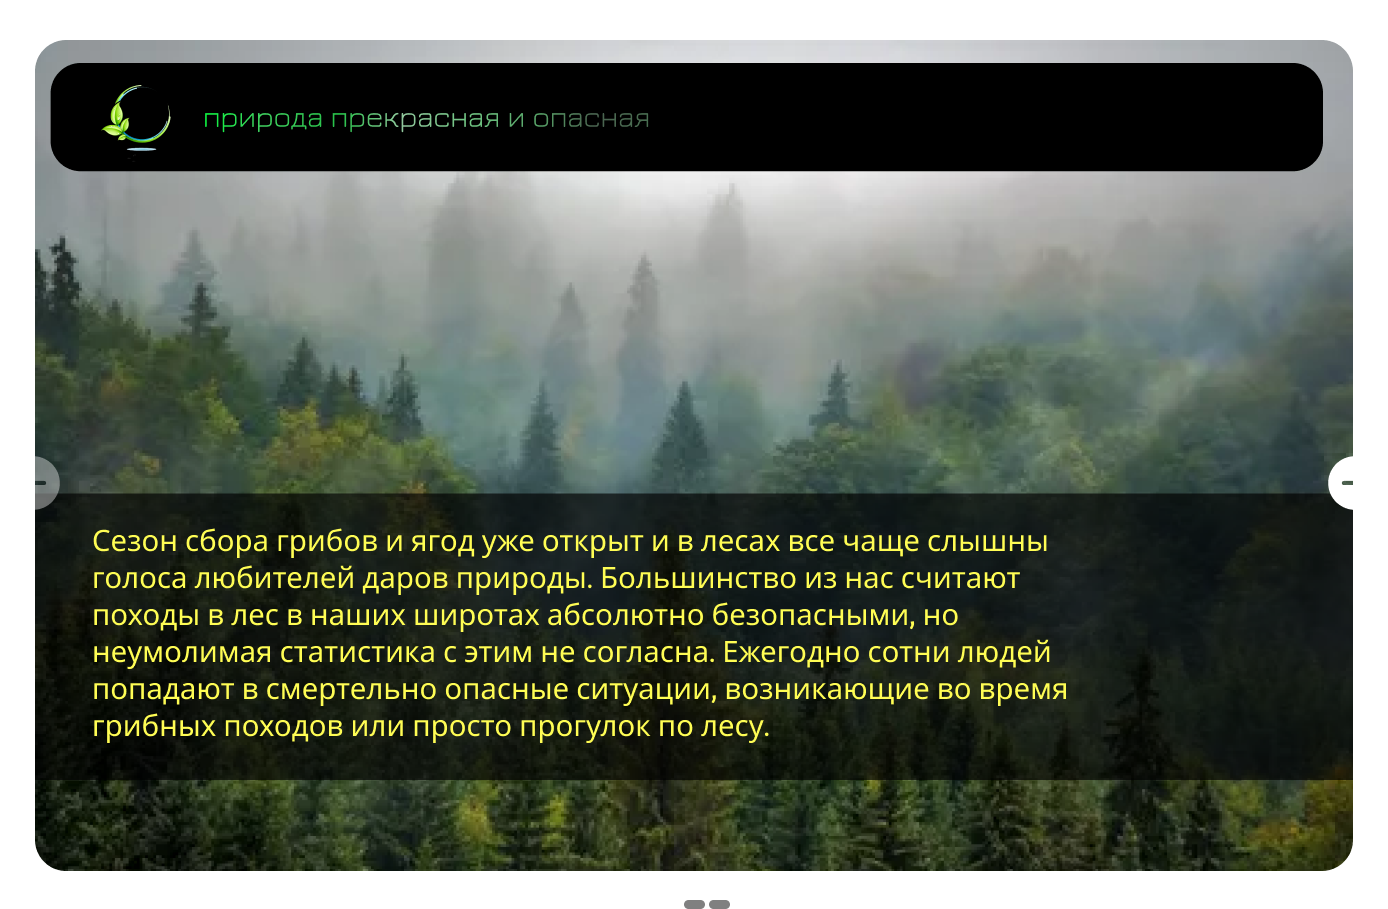 природа прекрасная и опасная
Сезон сбора грибов и ягод уже открыт и в лесах все чаще слышны
голоса любителей даров природы. Большинство из нас считают
походы в лес в наших широтах абсолютно безопасными, но
неумолимая статистика с этим не согласна. Ежегодно сотни людей
попадают в смертельно опасные ситуации, возникающие во время
грибных походов или просто прогулок по лесу.